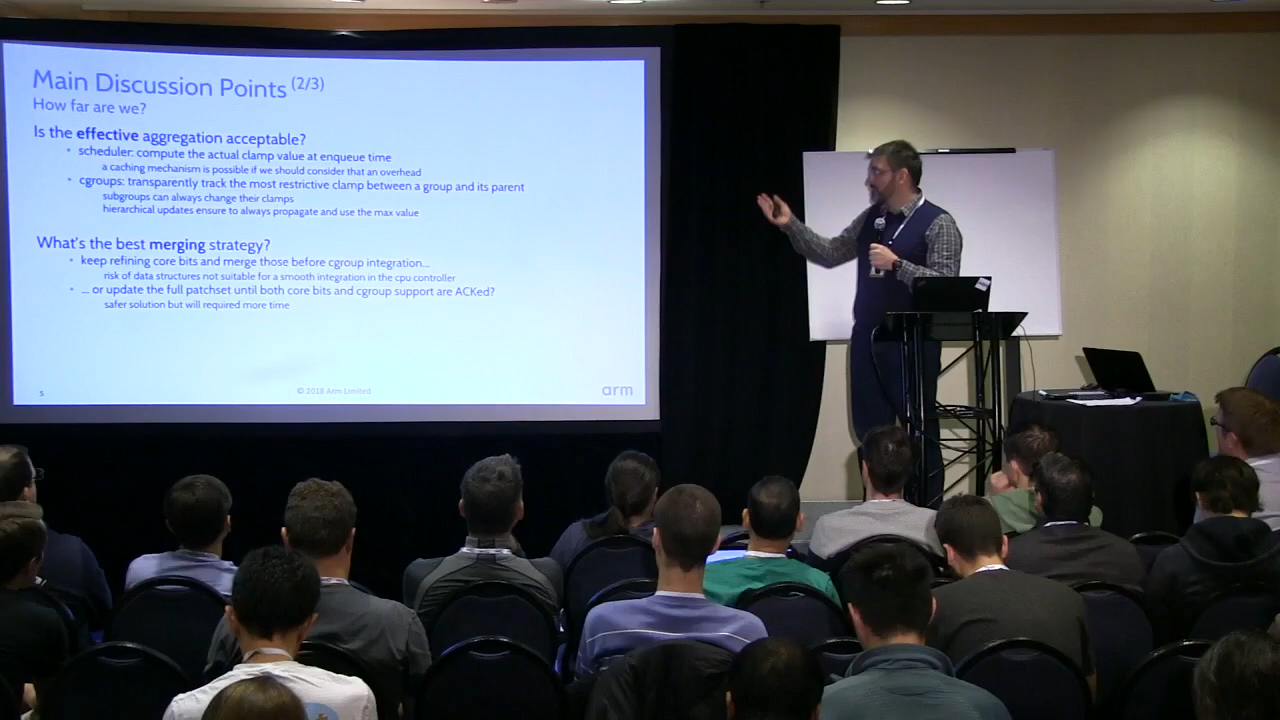 Main Discussion Points (2/3)
How far are we?
Is the effective aggregation acceptable?
• scheduler: compute the actual clamp value at enqueue time
a caching mechanism is possible if we should consider that an overhead
• cgroups: transparently track the most restrictive clamp between a group and its parent
subgroups can always change their clamps
hierarchical updates ensure to always propagate and use the max value
What's the best merging strategy?
• keep refining core bits and merge those before cgroup integration...
risk of data structures not suitable for a smooth integration in the cpu controller
• ... or update the full patchset until both core bits and cgroup support are ACKed?
safer solution but will required more time
5
© 2018 Arm Limited
arm